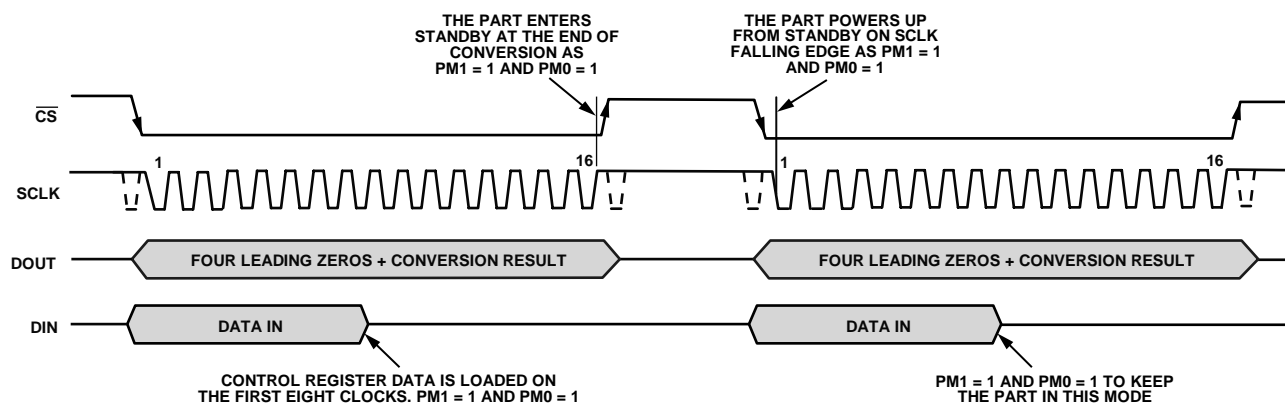 THE PART ENTERS
STANDBY AT THE END OF
CONVERSION AS
PM1 = 1 AND PM0 = 1
THE PART POWERS UP
FROM STANDBY ON SCLK
FALLING EDGE AS PM1 = 1
AND PM0 = 1
CS
1
16
1
16
SCLK
DOUT
FOUR LEADING ZEROS + CONVERSION RESULT
FOUR LEADING ZEROS + CONVERSION RESULT
DIN
DATA IN
DATA IN
CONTROL REGISTER DATA IS LOADED ON
THE FIRST EIGHT CLOCKS. PM1 = 1 AND PM0 = 1
PM1 = 1 AND PM0 = 1 TO KEEP
THE PART IN THIS MODE